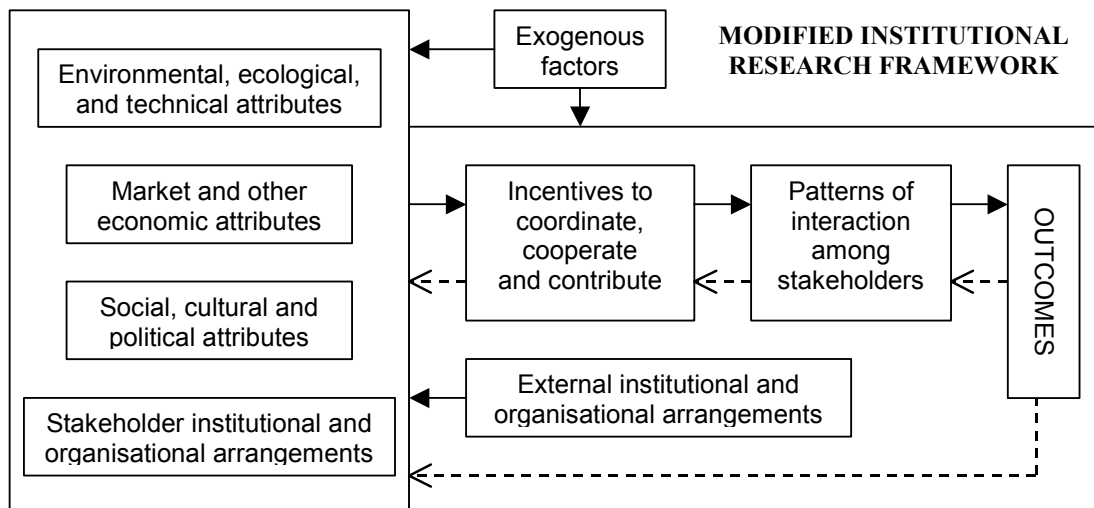 Exogenous
factors
MODIFIED INSTITUTIONAL
RESEARCH FRAMEWORK
Environmental, ecological,
and technical attributes
Market and other
economic attributes
Social, cultural and
political attributes
Stakeholder institutional and
organisational arrangements
Incentives to
coordinate,
cooperate
and contribute
Patterns of
interaction
among
stakeholders
OUTCOMES
External institutional and
organisational arrangements